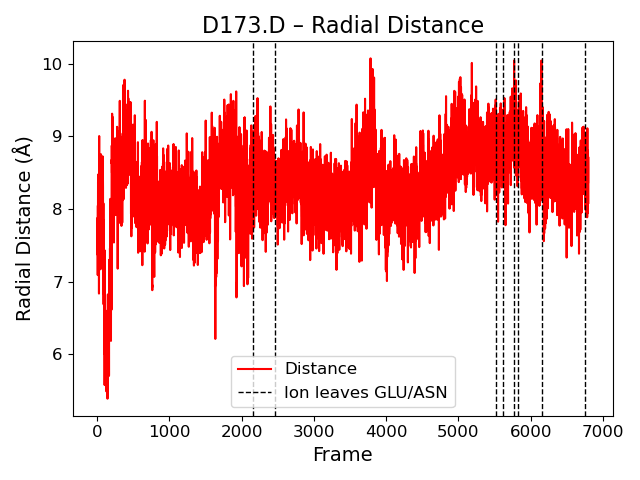 D173.D – Radial Distance
Radial Distance (Å)
10
9
8
7
6
Distance
Ion leaves GLU/ASN
0 1000 2000 3000 4000 5000 6000 7000
Frame